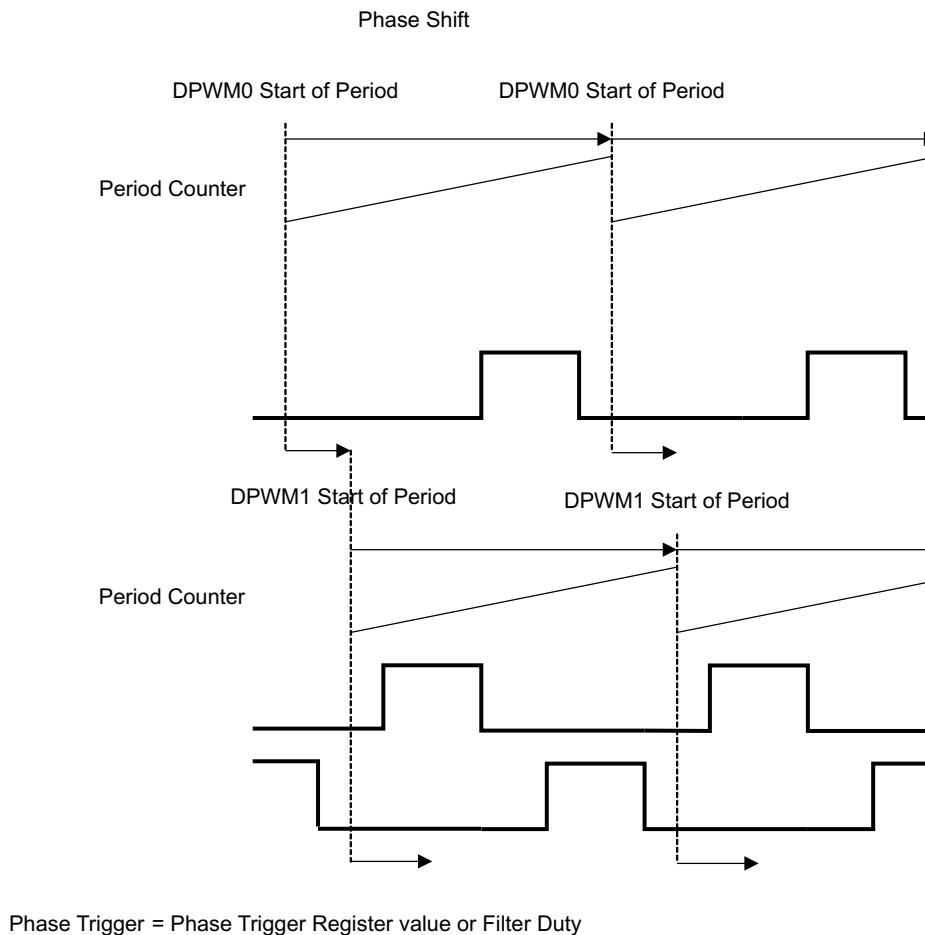 Phase Shift
DPWM0 Start of Period
DPWM0 Start of Period
Period Counter
DPWM1 Start of Period
DPWM1 Start of Period
Period Counter
Phase Trigger = Phase Trigger Register value or Filter Duty